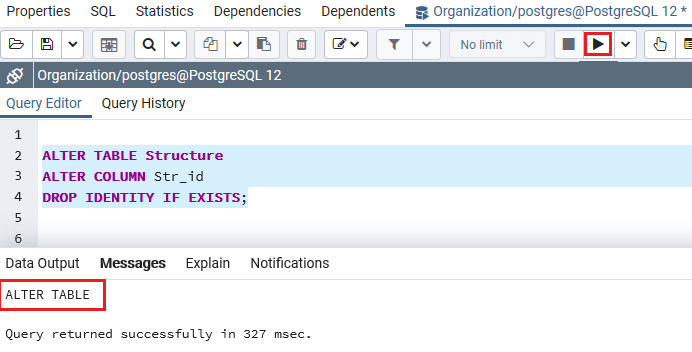 Properties SQL Statistics Dependencies Dependents Organization/postgres@PostgreSQL 12 *
No limit
Organization/postgres@PostgreSQL 12
Query Editor Query History
1
2 ALTER TABLE Structure
3 ALTER COLUMN Str_id
4 DROP IDENTITY IF EXISTS;
5
6
Data Output Messages Explain Notifications
ALTER TABLE
Query returned successfully in 327 msec.